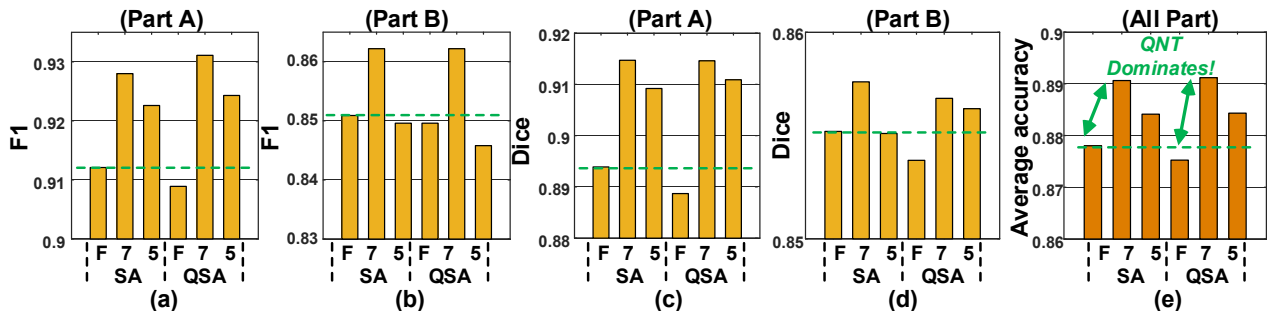 (Part A)
F1
0.93
0.92
0.91
0.9
F 7 5 F 7 5
SA QSA
(a)
(Part B)
F1
0.86
0.85
0.84
0.83
F 7 5 F 7 5
SA QSA
(b)
(Part A)
Dice
0.92
0.91
0.9
0.89
0.88
F 7 5 F 7 5
SA QSA
(c)
(Part B)
Dice
0.86
0.85
F 7 5 F 7 5
SA QSA
(d)
(All Part)
Average accuracy
0.9
0.89
0.88
0.87
0.86
QNT
Dominates!
F 7 5 F 7 5
SA QSA
(e)